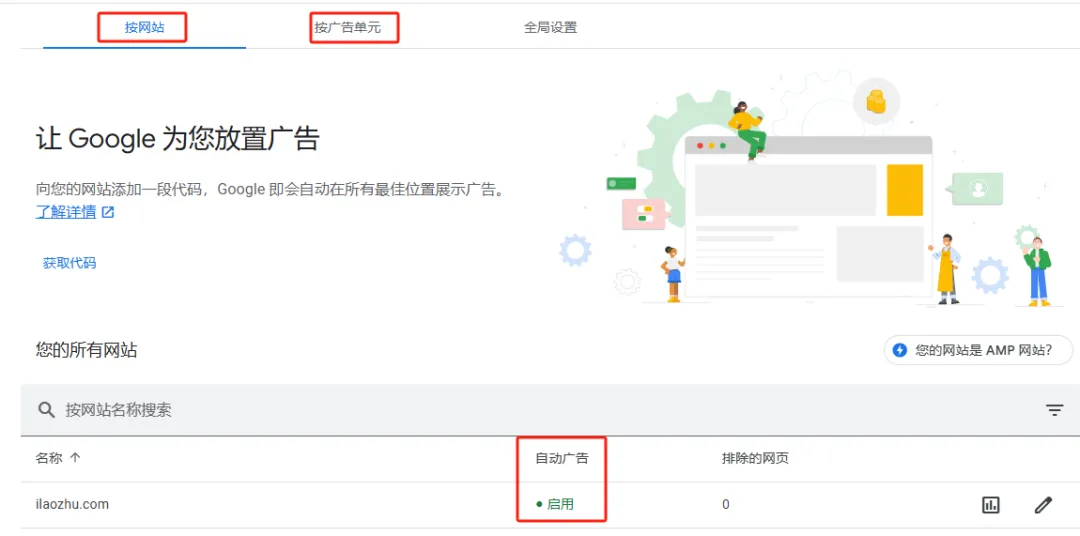 按网站
按广告单元
全局设置
让 Google 为您放置广告
向您的网站添加一段代码，Google 即会自动在所有最佳位置展示广告。
了解详情
获取代码
您的所有网站
您的网站是 AMP 网站？
按网站名称搜索
名称 ↑
自动广告
排除的网页
ilaozhu.com
启用
0